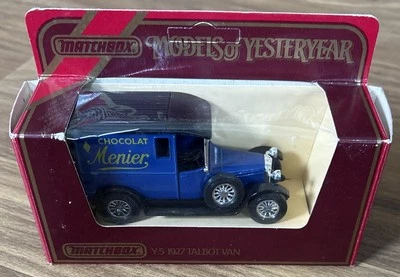 MATCHBOX
MODELS of YESTERYEAR
CHOCOLAT
Menier
MATCHBOX
Y-5 1927 TALBOT VAN